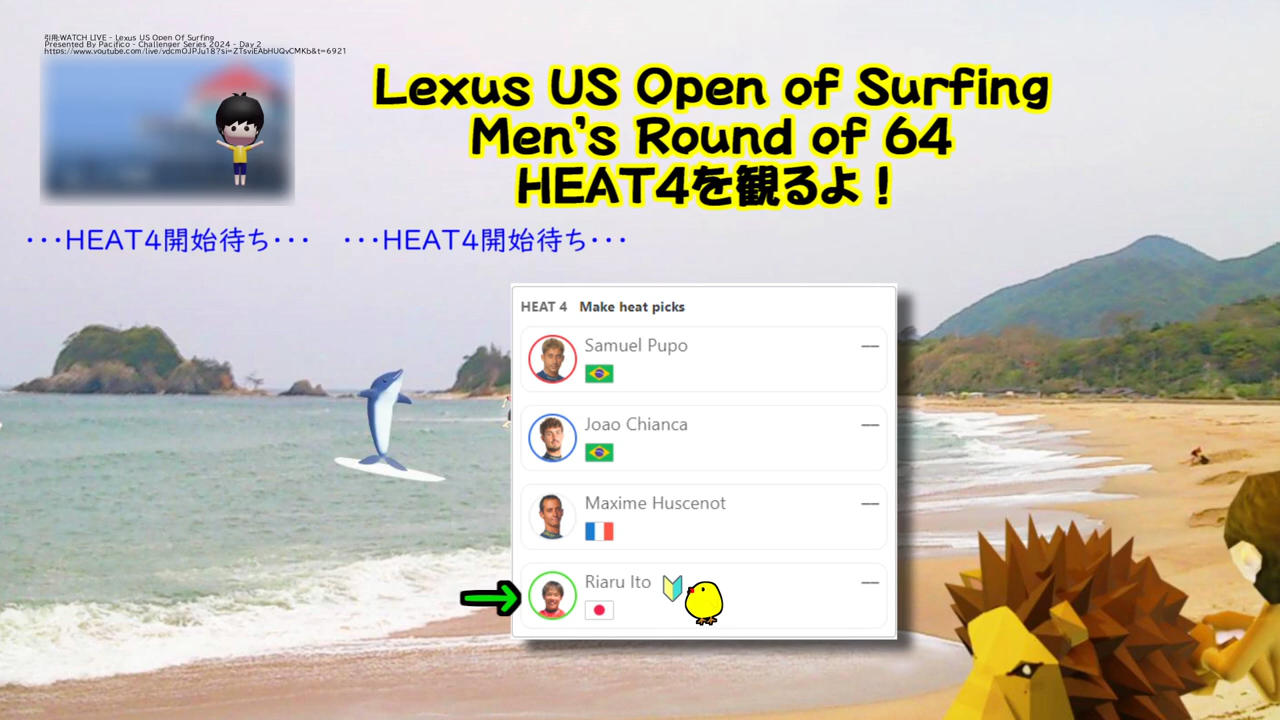 引用:WATCH LIVE - Lexus US Open Of Surfing
Presented By Pacifico - Challenger Series 2024 - Day 2
https://www.youtube.com/live/vdcmOJPJu18?si=ZTsviEAbHUQvCMKb&t=6921
Lexus US Open of Surfing
Men's Round of 64
HEAT4を観るよ！
･･･HEAT4開始待ち･･･ ･･･HEAT4開始待ち･･･
HEAT 4 Make heat picks
Samuel Pupo
Joao Chianca
Maxime Huscenot
Riaru Ito